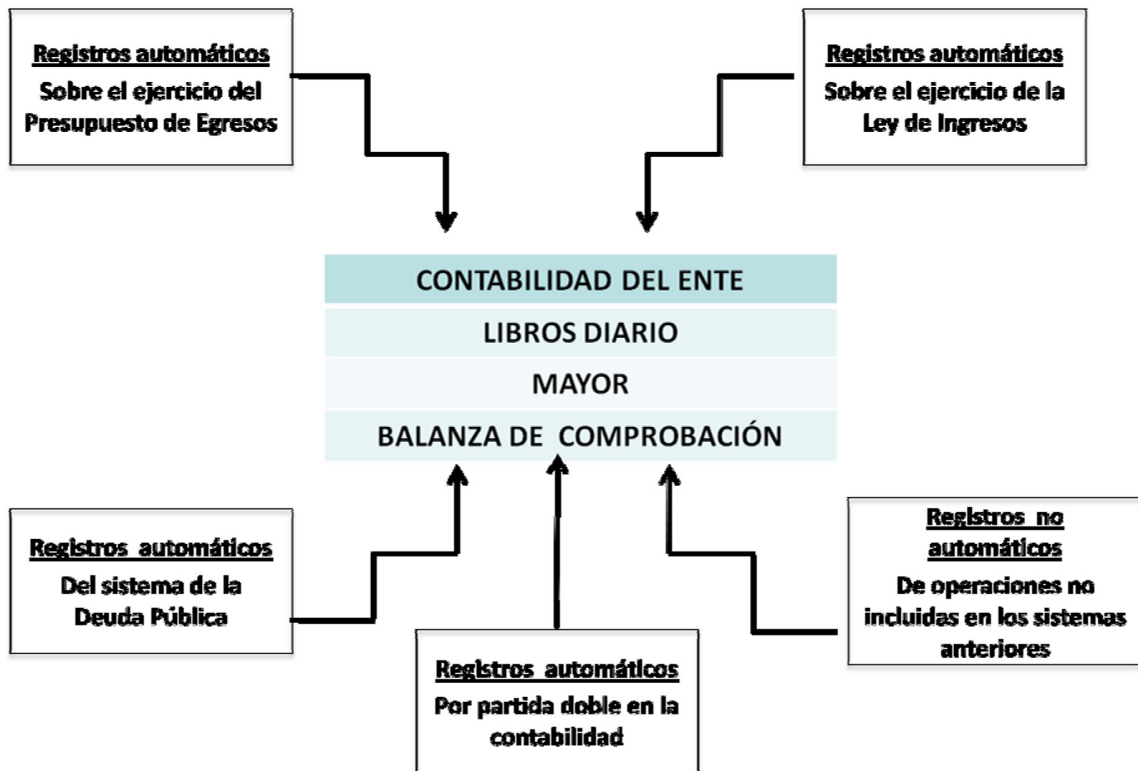 Registros automáticos
Sobre el ejercicio del
Presupuesto de Egresos
Registros automáticos
Sobre el ejercicio de la
Ley de Ingresos
CONTABILIDAD DEL ENTE
LIBROS DIARIO
MAYOR
BALANZA DE COMPROBACIÓN
Registros automáticos
Del sistema de la
Deuda Pública
Registros automáticos
Por partida doble en la
contabilidad
Registros no
automáticos
De operaciones no
incluidas en los sistemas
anteriores